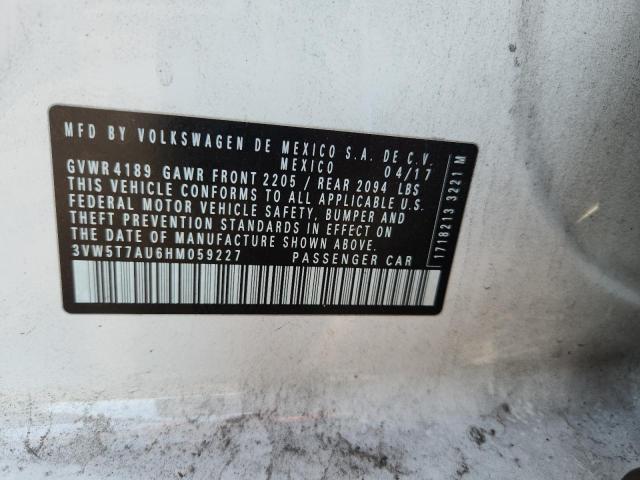 MFD BY VOLKSWAGEN DE MEXICO S.A. DE C.V.
MEXICO 04/17
GVWR 4189 GAWR FRONT 2205 / REAR 2094 LBS
THIS VEHICLE CONFORMS TO ALL APPLICABLE U.S.
FEDERAL MOTOR VEHICLE SAFETY, BUMPER AND
THEFT PREVENTION STANDARDS IN EFFECT ON
THE DATE OF MANUFACTURE SHOWN ABOVE
3VW5T7AU6HM059227 PASSENGER CAR
1718213 3221 M